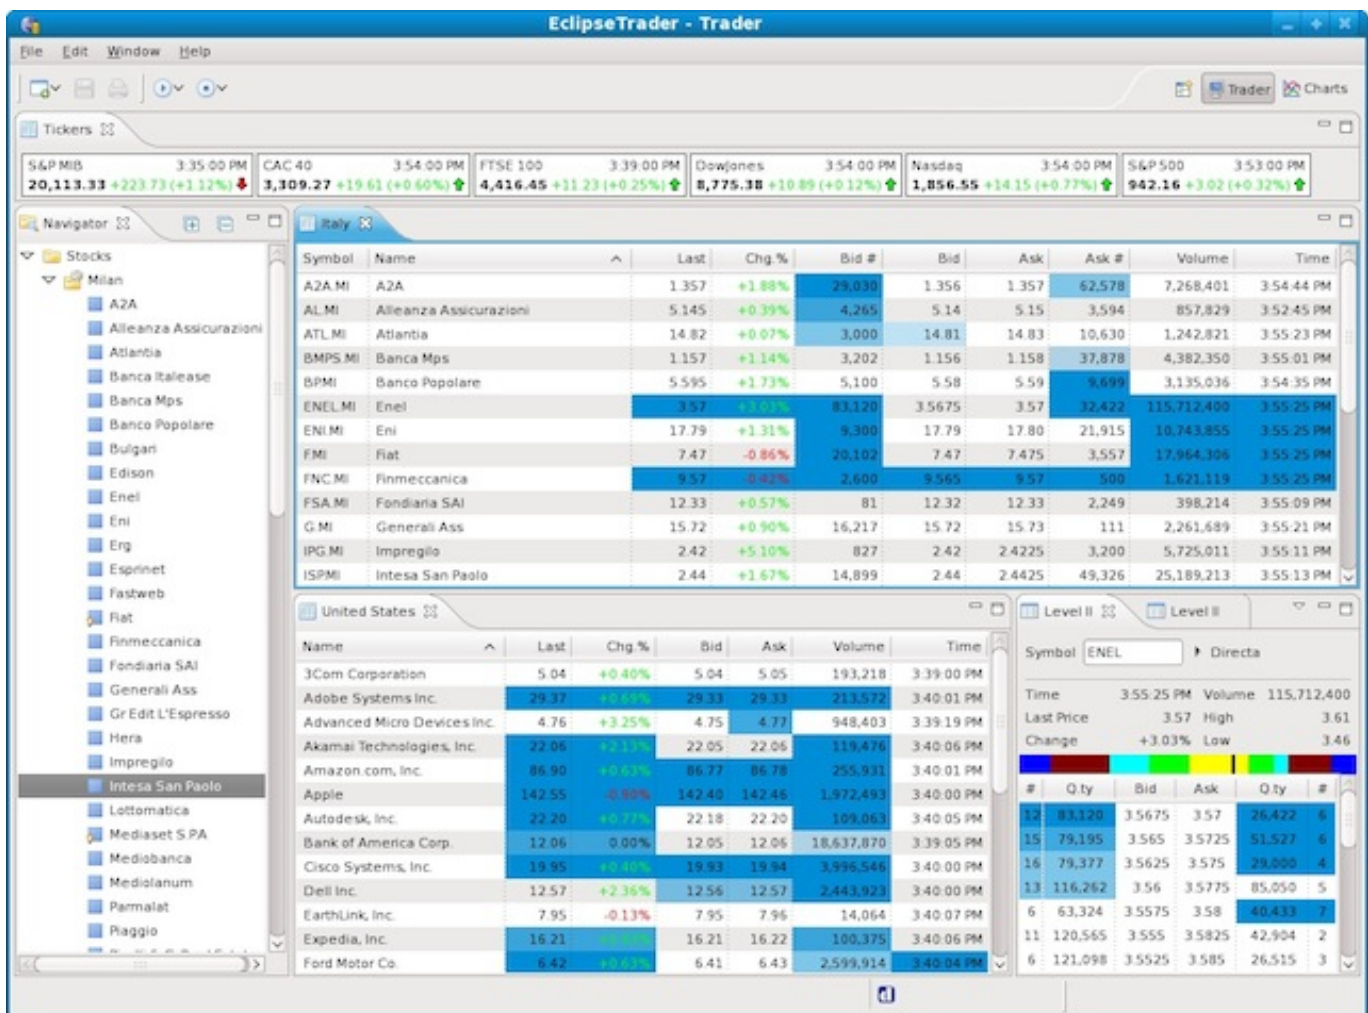 EclipseTrader - Trader
File Edit Window Help
Trader Charts
Tickers
S&P MIB 3:35:00 PM CAC 40 3:54:00 PM FTSE 100 3:39:00 PM DowJones 3:54:00 PM Nasdaq 3:54:00 PM S&P 500 3:53:00 PM
20,113.33 +223.73 (+1.12%) 3,309.27 +19.61 (+0.60%) 4,416.45 +11.23 (+0.25%) 8,775.38 +10.89 (+0.12%) 1,856.55 +14.15 (+0.77%) 942.16 +3.02 (+0.32%)
Navigator
Stocks
Milan
A2A
Alleanza Assicurazioni
Atlantia
Banca Italease
Banca Mps
Banco Popolare
Bulgari
Edison
Enel
Eni
Erg
Esprinet
Fastweb
Fiat
Finmeccanica
Fondiaria SAI
Generali Ass
Gr Edit L'Espresso
Hera
Impregilo
Intesa San Paolo
Lottomatica
Mediaset S.P.A
Mediobanca
Mediolanum
Parmalat
Piaggio
Italy
Symbol Name Last Chg.% Bid # Bid Ask Ask # Volume Time
A2A.MI A2A 1.357 +1.88% 29,030 1.356 1.357 62,578 7,268,401 3:54:44 PM
AL.MI Alleanza Assicurazioni 5.145 +0.39% 4,265 5.14 5.15 3,594 857,829 3:52:45 PM
ATL.MI Atlantia 14.82 +0.07% 3,000 14.81 14.83 10,630 1,242,821 3:55:23 PM
BMPS.MI Banca Mps 1.157 +1.14% 3,202 1.156 1.158 37,878 4,382,350 3:55:01 PM
BP.MI Banco Popolare 5.595 +1.73% 5,100 5.58 5.59 9,699 3,135,036 3:54:35 PM
ENEL.MI Enel 3.57 +3.03% 83,120 3.5675 3.57 32,422 115,712,400 3:55:25 PM
ENI.MI Eni 17.79 +1.31% 9,300 17.79 17.80 21,915 10,743,855 3:55:25 PM
F.MI Fiat 7.47 -0.86% 20,102 7.47 7.475 3,557 17,964,306 3:55:25 PM
FNC.MI Finmeccanica 9.57 -0.42% 2,600 9.565 9.57 500 1,621,119 3:55:25 PM
FSA.MI Fondiaria SAI 12.33 +0.57% 81 12.32 12.33 2,249 398,214 3:55:09 PM
G.MI Generali Ass 15.72 +0.90% 16,217 15.72 15.73 111 2,261,689 3:55:21 PM
IPG.MI Impregilo 2.42 +5.10% 827 2.42 2.4225 3,200 5,725,011 3:55:11 PM
ISP.MI Intesa San Paolo 2.44 +1.67% 14,899 2.44 2.4425 49,326 25,189,213 3:55:13 PM
United States
Name Last Chg.% Bid Ask Volume Time
3Com Corporation 5.04 +0.40% 5.04 5.05 193,218 3:39:00 PM
Adobe Systems Inc. 29.37 +0.69% 29.33 29.33 213,572 3:40:01 PM
Advanced Micro Devices Inc. 4.76 +3.25% 4.75 4.77 948,403 3:39:19 PM
Akamai Technologies, Inc. 22.06 +2.13% 22.05 22.06 119,476 3:40:06 PM
Amazon.com, Inc. 86.90 +0.63% 86.77 86.78 255,931 3:40:01 PM
Apple 142.55 -0.90% 142.40 142.46 1,972,493 3:40:00 PM
Autodesk, Inc. 22.20 +0.77% 22.18 22.20 109,063 3:40:05 PM
Bank of America Corp. 12.06 0.00% 12.05 12.06 18,637,870 3:39:05 PM
Cisco Systems, Inc. 19.95 +0.40% 19.93 19.94 3,996,546 3:40:00 PM
Dell Inc. 12.57 +2.36% 12.56 12.57 2,443,923 3:40:00 PM
EarthLink, Inc. 7.95 -0.13% 7.95 7.96 14,064 3:40:07 PM
Expedia, Inc. 16.21 16.21 16.22 100,375 3:40:06 PM
Ford Motor Co. 6.42 +0.63% 6.41 6.43 2,599,914 3:40:04 PM
Level II Level II
Symbol ENEL Directa
Time 3:55:25 PM Volume 115,712,400
Last Price 3.57 High 3.61
Change +3.03% Low 3.46
# Q.ty Bid Ask Q.ty #
12 83,120 3.5675 3.57 26,422 6
15 79,195 3.565 3.5725 51,527 6
16 79,377 3.5625 3.575 29,000 4
13 116,262 3.56 3.5775 85,050 5
6 63,324 3.5575 3.58 40,433 7
11 120,565 3.555 3.5825 42,904 2
6 121,098 3.5525 3.585 26,515 3